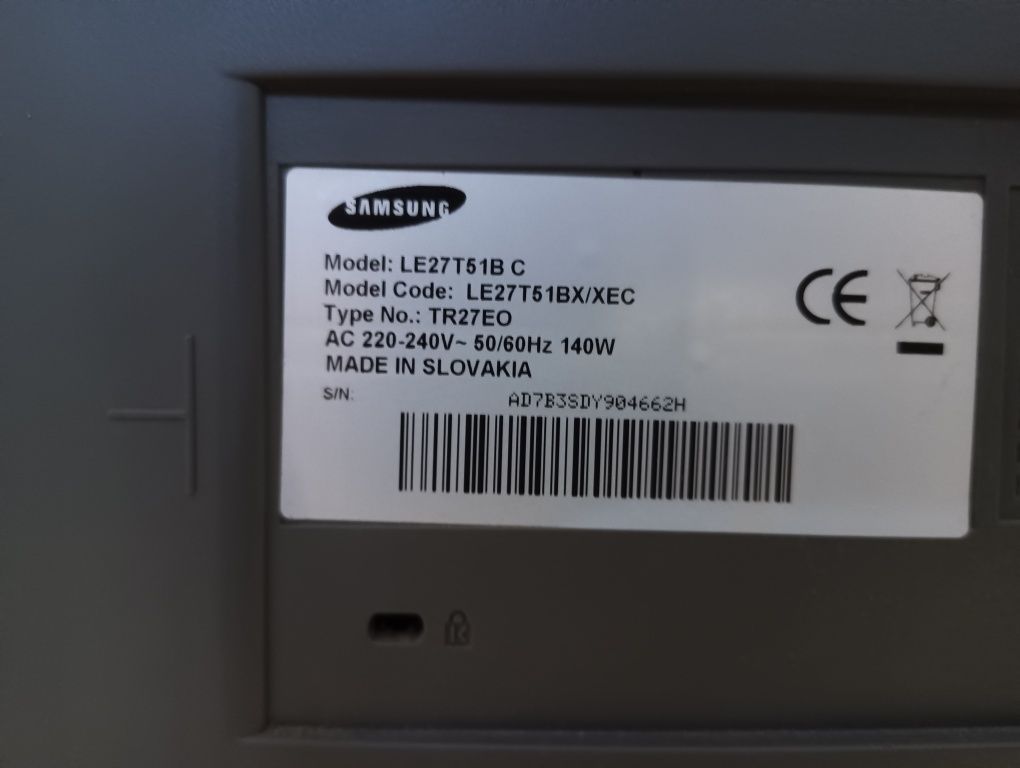 SAMSUNG
Model: LE27T51B C
Model Code: LE27T51BX/XEC
Type No.: TR27EO
AC 220-240V~ 50/60Hz 140W
MADE IN SLOVAKIA
S/N: AD7B3SDY904662H
CE
K